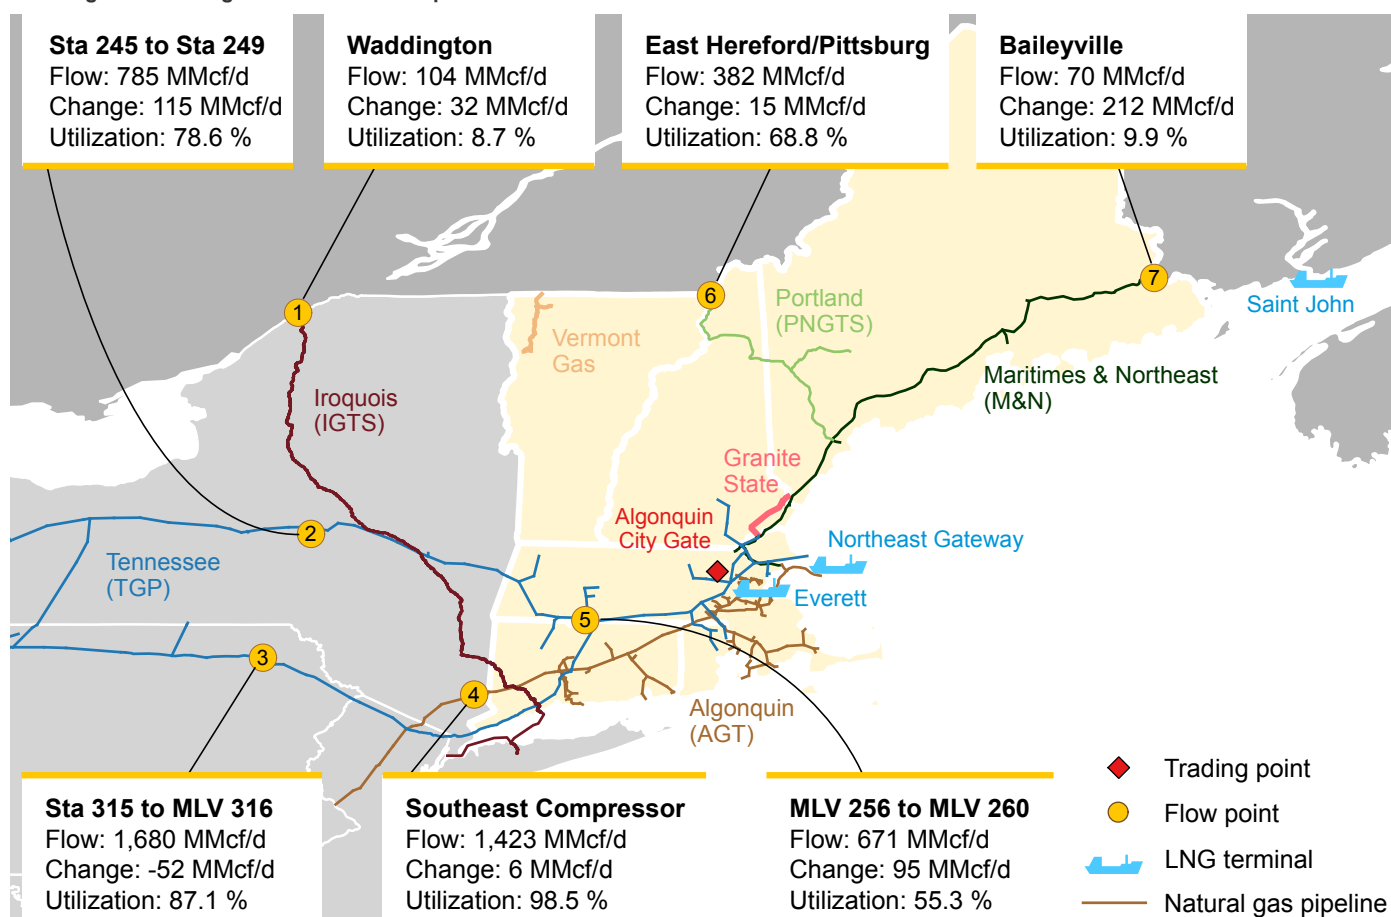 Sta 245 to Sta 249
Flow: 785 MMcf/d
Change: 115 MMcf/d
Utilization: 78.6 %
Waddington
Flow: 104 MMcf/d
Change: 32 MMcf/d
Utilization: 8.7 %
East Hereford/Pittsburg
Flow: 382 MMcf/d
Change: 15 MMcf/d
Utilization: 68.8 %
Baileyville
Flow: 70 MMcf/d
Change: 212 MMcf/d
Utilization: 9.9 %
1
6
7
Portland
(PNGTS)
Saint John
Vermont
Gas
Maritimes & Northeast
(M&N)
Iroquois
(IGTS)
Granite
State
Algonquin
City Gate
2
Northeast Gateway
Tennessee
(TGP)
Everett
5
3
4
Algonquin
(AGT)
Sta 315 to MLV 316
Flow: 1,680 MMcf/d
Change: -52 MMcf/d
Utilization: 87.1 %
Southeast Compressor
Flow: 1,423 MMcf/d
Change: 6 MMcf/d
Utilization: 98.5 %
MLV 256 to MLV 260
Flow: 671 MMcf/d
Change: 95 MMcf/d
Utilization: 55.3 %
Trading point
Flow point
LNG terminal
Natural gas pipeline